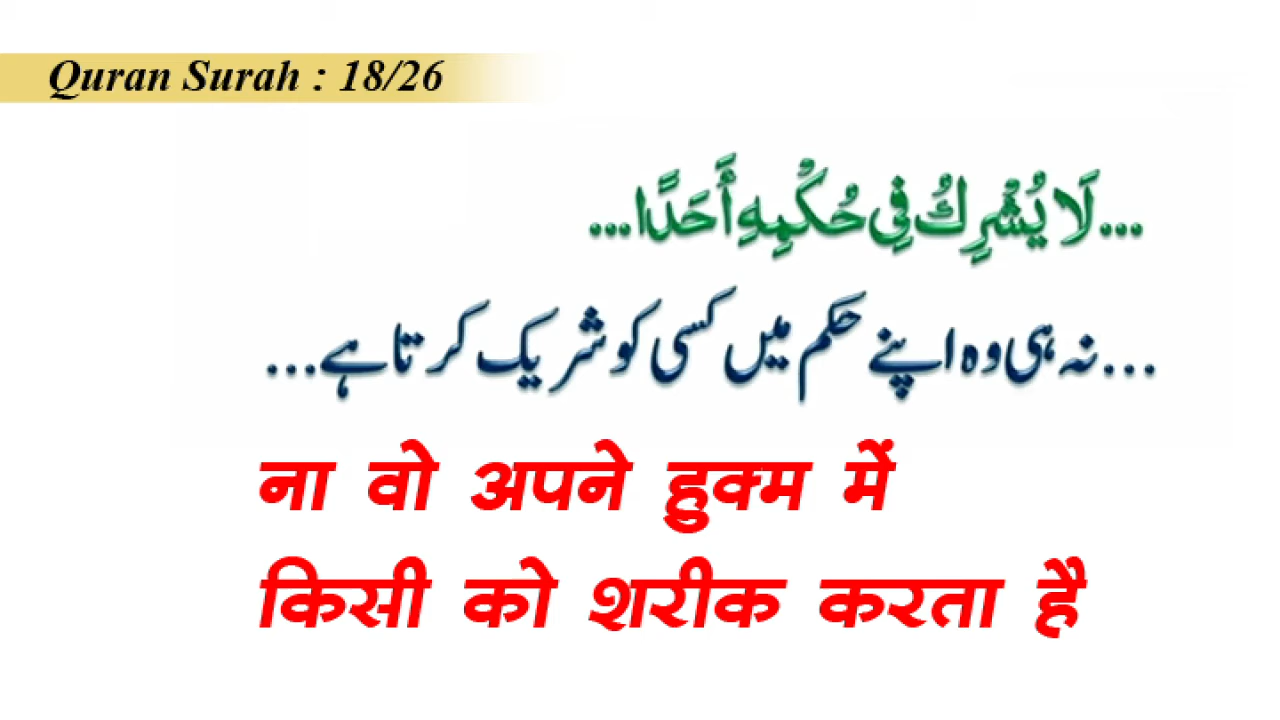 Quran Surah : 18/26
...لَا يُشْرِكُ فِي حُكْمِهِ أَحَدًا...
...نہ ہی وہ اپنے حکم میں کسی کو شریک کرتا ہے...
ना वो अपने हुक्म में
किसी को शरीक करता है